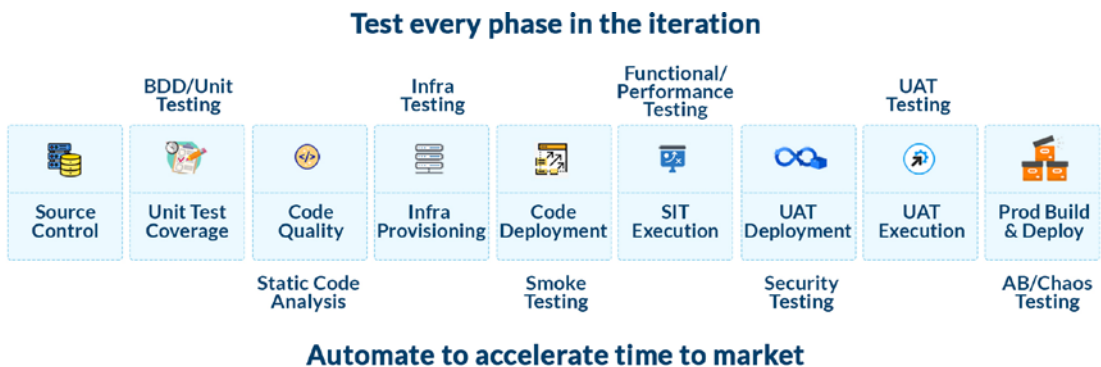 Test every phase in the iteration
BDD/Unit
Testing
Infra
Testing
Functional/
Performance
Testing
UAT
Testing
Source
Control
Unit Test
Coverage
Code
Quality
Infra
Provisioning
Code
Deployment
SIT
Execution
UAT
Deployment
UAT
Execution
Prod Build
& Deploy
Static Code
Analysis
Smoke
Testing
Security
Testing
AB/Chaos
Testing
Automate to accelerate time to market